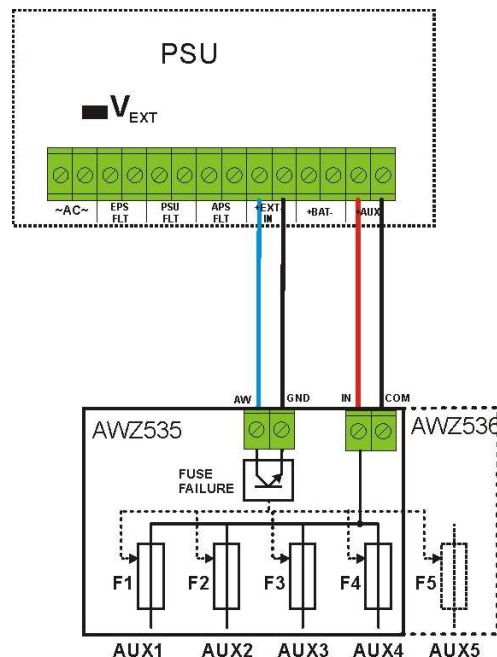 PSU
VEXT
~AC~ EPS FLT PSU FLT APS FLT +EXT IN +BAT- +AUX
AW GND IN COM
AWZ535 AWZ536
FUSE FAILURE
F1 F2 F3 F4 F5
AUX1 AUX2 AUX3 AUX4 AUX5